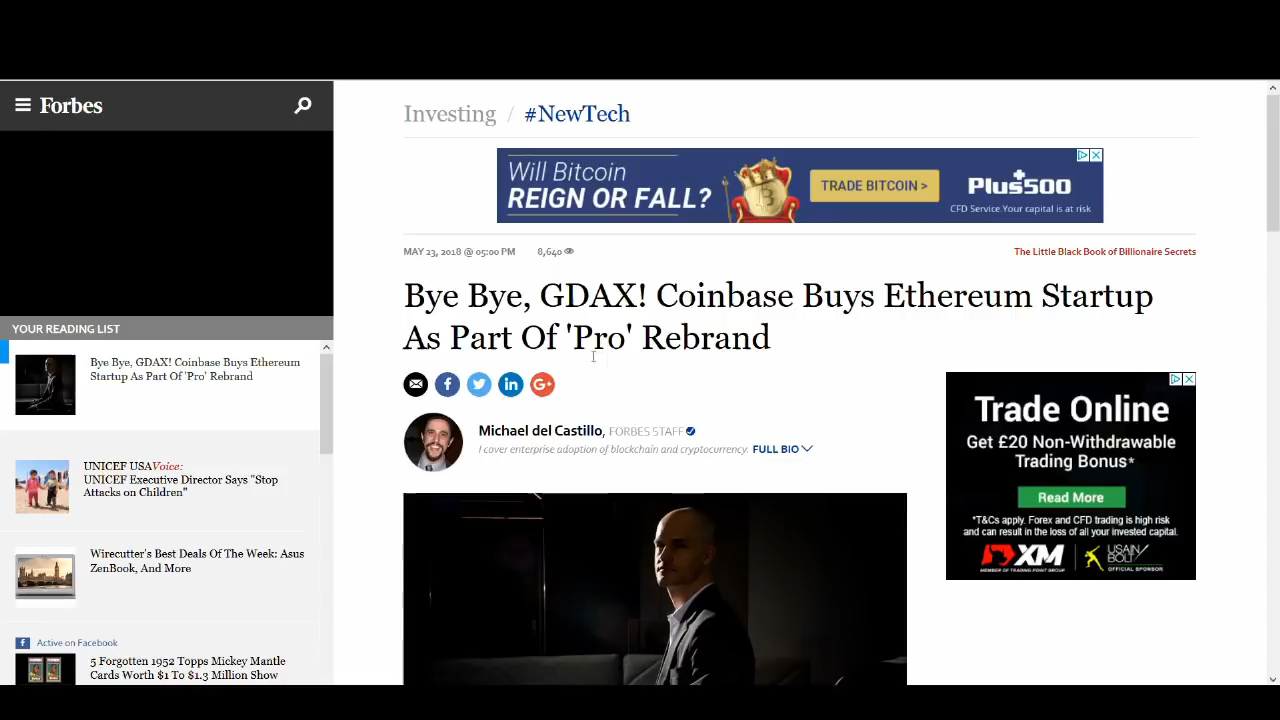 Forbes
YOUR READING LIST
Bye Bye, GDAX! Coinbase Buys Ethereum
Startup As Part Of 'Pro' Rebrand
UNICEF USAVoice:
UNICEF Executive Director Says "Stop
Attacks on Children"
Wirecutter's Best Deals Of The Week: Asus
ZenBook, And More
f Active on Facebook
5 Forgotten 1952 Topps Mickey Mantle
Cards Worth $1 To $1.3 Million Show
Investing / #NewTech
Will Bitcoin
REIGN OR FALL?
TRADE BITCOIN >
Plus500
CFD Service. Your capital is at risk
MAY 23, 2018 @ 05:00 PM 8,640
The Little Black Book of Billionaire Secrets
Bye Bye, GDAX! Coinbase Buys Ethereum Startup
As Part Of 'Pro' Rebrand
f in G+
Michael del Castillo, FORBES STAFF
I cover enterprise adoption of blockchain and cryptocurrency. FULL BIO
Trade Online
Get £20 Non-Withdrawable
Trading Bonus*
Read More
*T&Cs apply. Forex and CFD trading is high risk
and can result in the loss of all your invested capital.
XM
MEMBER OF TRADING POINT GROUP
USAIN
BOLT
OFFICIAL SPONSOR